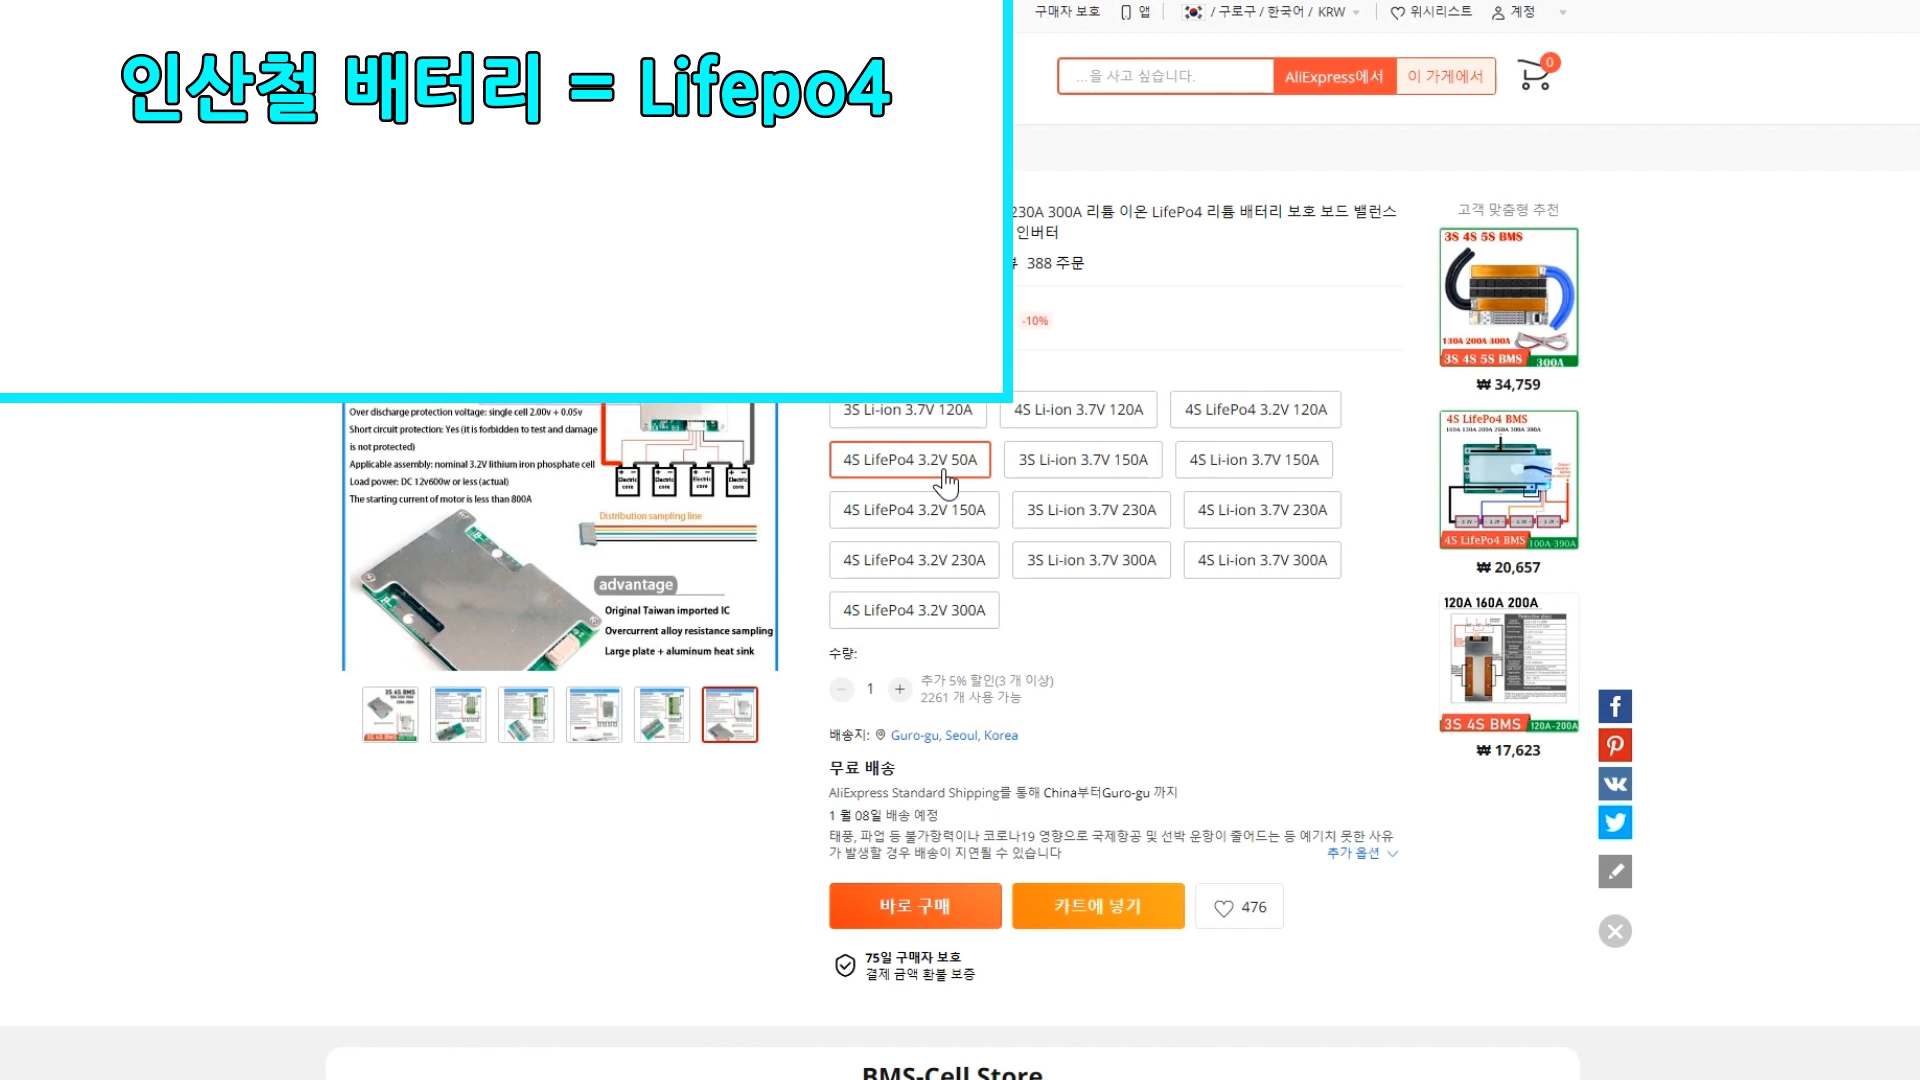 인산철 배터리 = Lifepo4
구매자 보호
앱
/ 구로구 / 한국어 / KRW
위시리스트
계정
...을 사고 싶습니다.
AliExpress에서
이 가게에서
0
230A 300A 리튬 이온 LifePo4 리튬 배터리 보호 보드 밸런스
인버터
388 주문
-10%
Over discharge protection voltage: single cell 2.00v + 0.05v
Short circuit protection: Yes (it is forbidden to test and damage
is not protected)
Applicable assembly: nominal 3.2V lithium iron phosphate cell
Load power: DC 12v600w or less (actual)
The starting current of motor is less than 800A
Electric core
Electric core
Electric core
Electric core
Distribution sampling line
advantage
Original Taiwan imported IC
Overcurrent alloy resistance sampling
Large plate + aluminum heat sink
3S Li-ion 3.7V 120A
4S Li-ion 3.7V 120A
4S LifePo4 3.2V 120A
4S LifePo4 3.2V 50A
3S Li-ion 3.7V 150A
4S Li-ion 3.7V 150A
4S LifePo4 3.2V 150A
3S Li-ion 3.7V 230A
4S Li-ion 3.7V 230A
4S LifePo4 3.2V 230A
3S Li-ion 3.7V 300A
4S Li-ion 3.7V 300A
4S LifePo4 3.2V 300A
수량:
1
추가 5% 할인(3 개 이상)
2261 개 사용 가능
배송지: Guro-gu, Seoul, Korea
무료 배송
AliExpress Standard Shipping를 통해 China부터Guro-gu 까지
1 월 08일 배송 예정
태풍, 파업 등 불가항력이나 코로나19 영향으로 국제항공 및 선박 운항이 줄어드는 등 예기치 못한 사유
가 발생할 경우 배송이 지연될 수 있습니다
추가 옵션
바로 구매
카트에 넣기
476
75일 구매자 보호
결제 금액 환불 보증
고객 맞춤형 추천
3S 4S 5S BMS
130A 200A 300A
3S 4S 5S BMS
300A
₩ 34,759
4S LifePo4 BMS
4S LifePo4 BMS
100A-390A
₩ 20,657
120A 160A 200A
3S 4S BMS
120A-200A
₩ 17,623
BMS-Cell Store